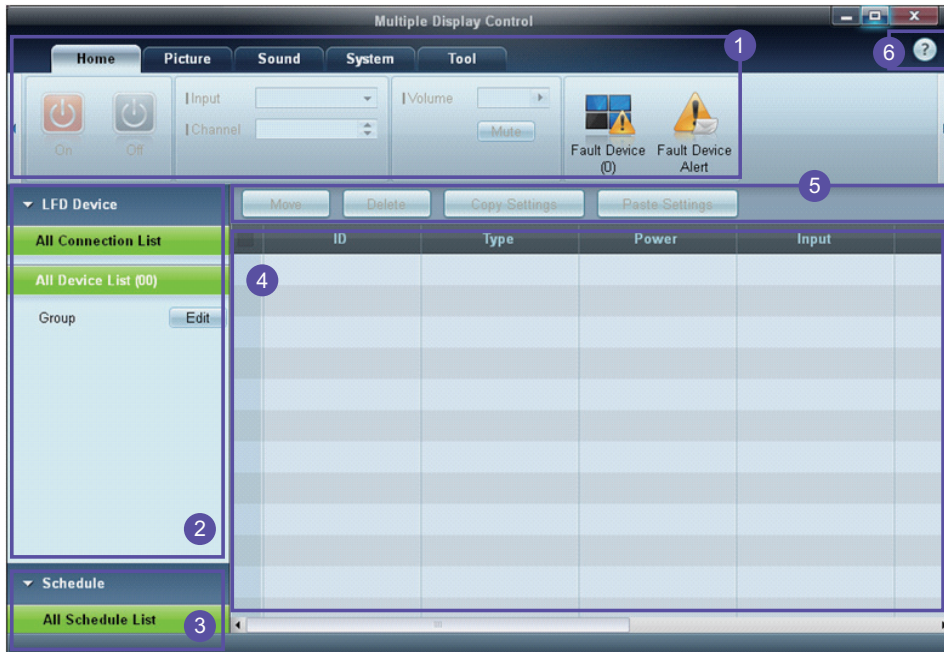 Multiple Display Control
1
6
?
Home Picture Sound System Tool
Input
Channel
Volume
Mute
On Off
Fault Device (0)
Fault Device Alert
5
LFD Device
Move Delete Copy Settings Paste Settings
All Connection List
ID Type Power Input
All Device List (00)
4
Group Edit
2
Schedule
All Schedule List
3